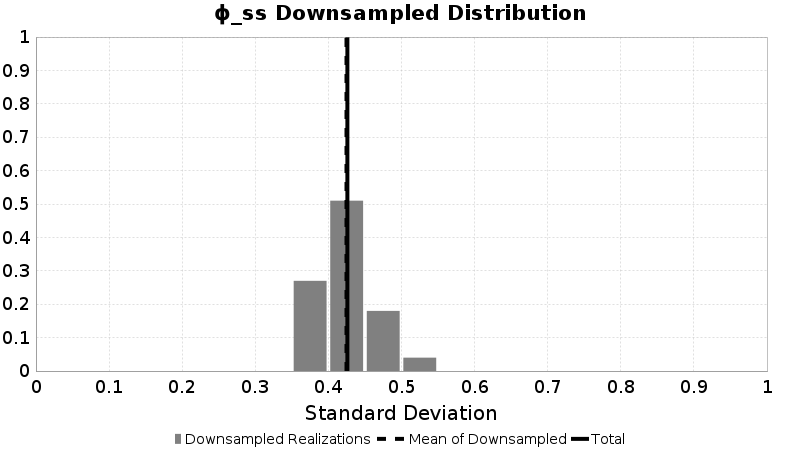 ϕ_ss Downsampled Distribution
1
0.9
0.8
0.7
0.6
0.5
0.4
0.3
0.2
0.1
0
0 0.1 0.2 0.3 0.4 0.5 0.6 0.7 0.8 0.9 1
Standard Deviation
Downsampled Realizations Mean of Downsampled Total